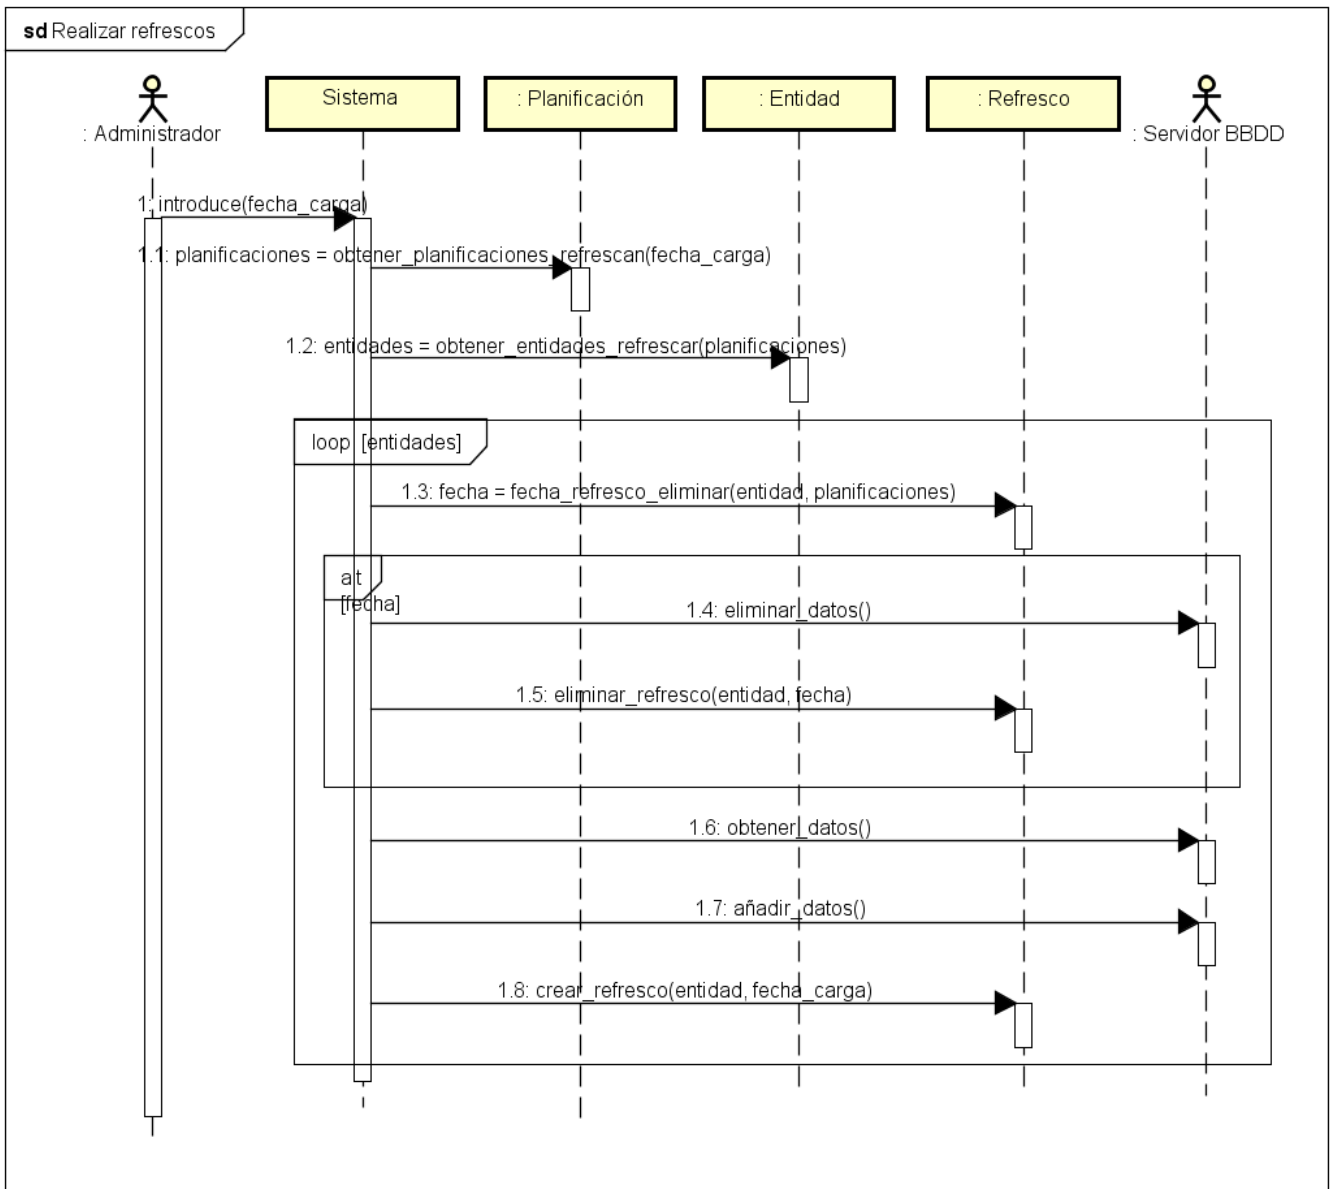 sd Realizar refrescos
: Administrador
Sistema
: Planificación
: Entidad
: Refresco
: Servidor BBDD
1: introduce(fecha_carga)
1.1: planificaciones = obtener_planificaciones_refrescan(fecha_carga)
1.2: entidades = obtener_entidades_refrescar(planificaciones)
loop [entidades]
1.3: fecha = fecha_refresco_eliminar(entidad, planificaciones)
alt
[fecha]
1.4: eliminar_datos()
1.5: eliminar_refresco(entidad, fecha)
1.6: obtener_datos()
1.7: añadir_datos()
1.8: crear_refresco(entidad, fecha_carga)